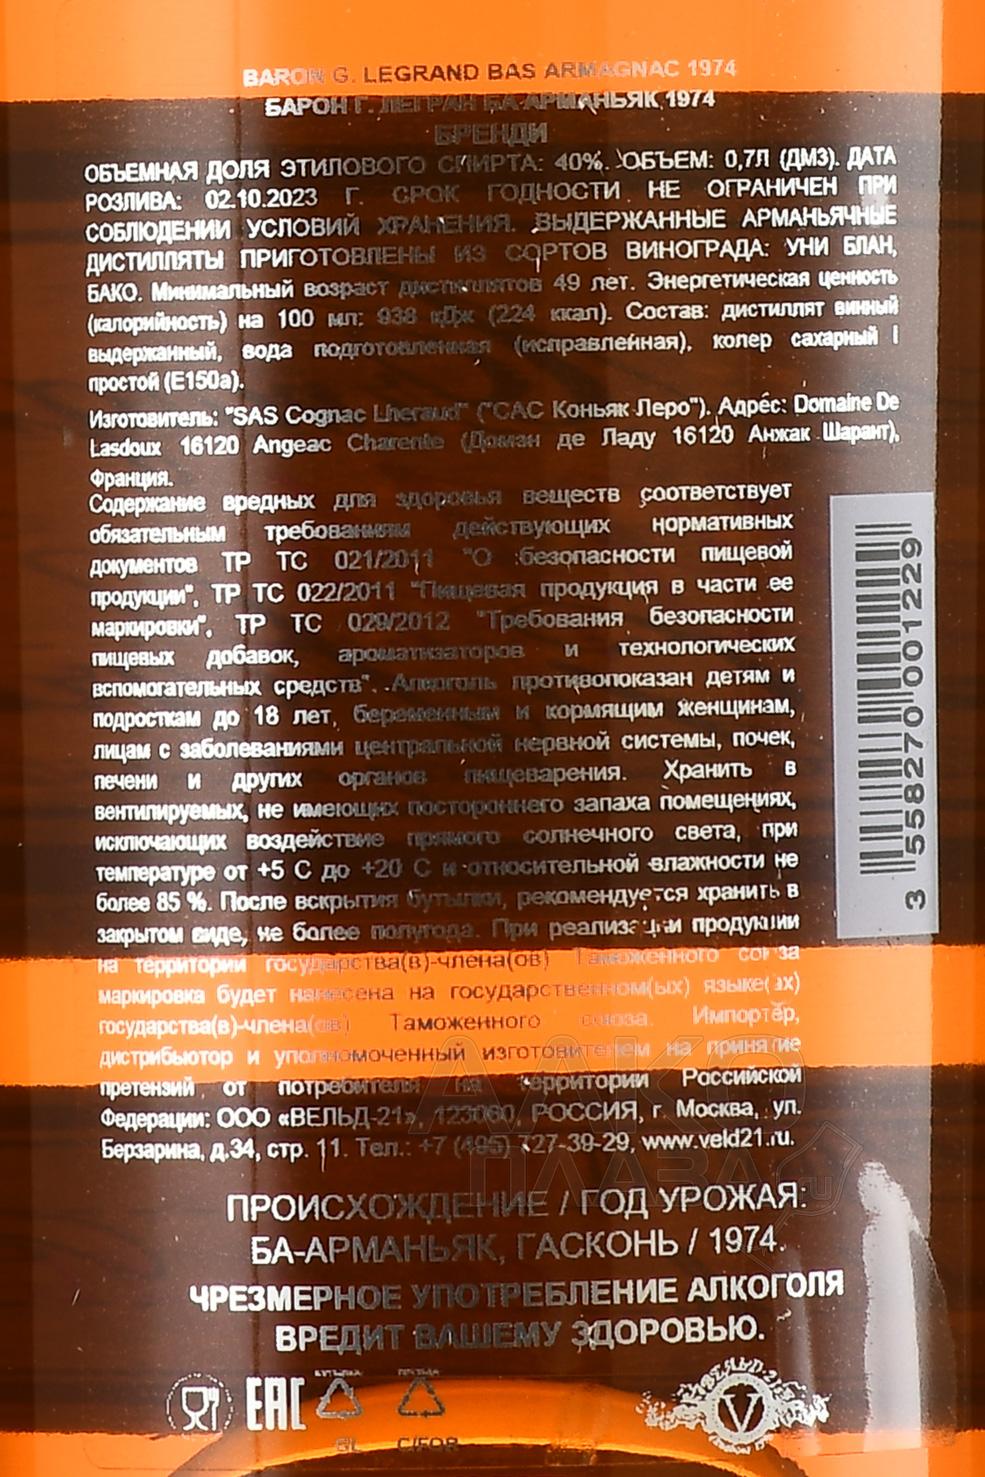 BARON G. LEGRAND BAS ARMAGNAC 1974
БАРОН Г. ЛЕГРАН БА-АРМАНЬЯК 1974
БРЕНДИ
ОБЪЕМНАЯ ДОЛЯ ЭТИЛОВОГО СПИРТА: 40%. ОБЪЕМ: 0,7Л (ДМ3). ДАТА
РОЗЛИВА: 02.10.2023 Г. СРОК ГОДНОСТИ НЕ ОГРАНИЧЕН ПРИ
СОБЛЮДЕНИИ УСЛОВИЙ ХРАНЕНИЯ. ВЫДЕРЖАННЫЕ АРМАНЬЯЧНЫЕ
ДИСТИЛЛЯТЫ ПРИГОТОВЛЕНЫ ИЗ СОРТОВ ВИНОГРАДА: УНИ БЛАН,
БАКО. Минимальный возраст дистиллятов 49 лет. Энергетическая ценность
(калорийность) на 100 мл: 938 кДж (224 ккал). Состав: дистиллят винный
выдержанный, вода подготовленная (исправленная), колер сахарный I
простой (Е150а).
Изготовитель: "SAS Cognac Lheraud" ("САС Коньяк Леро"). Адрес: Domaine De
Lasdoux 16120 Angeac Charente (Домэн де Ладу 16120 Анжак Шарант),
Франция.
Содержание вредных для здоровья веществ соответствует
обязательным требованиям действующих нормативных
документов ТР ТС 021/2011 "О безопасности пищевой
продукции", ТР ТС 022/2011 "Пищевая продукция в части ее
маркировки", ТР ТС 029/2012 "Требования безопасности
пищевых добавок, ароматизаторов и технологических
вспомогательных средств". Алкоголь противопоказан детям и
подросткам до 18 лет, беременным и кормящим женщинам,
лицам с заболеваниями центральной нервной системы, почек,
печени и других органов пищеварения. Хранить в
вентилируемых, не имеющих постороннего запаха помещениях,
исключающих воздействие прямого солнечного света, при
температуре от +5 С до +20 С и относительной влажности не
более 85 %. После вскрытия бутылки, рекомендуется хранить в
закрытом виде, не более полугода. При реализации продукции
на территории государства(в)-члена(ов) Таможенного союза
маркировка будет нанесена на государственном(ых) языке(ах)
государства(в)-члена(ов) Таможенного союза. Импортёр,
дистрибьютор и уполномоченный изготовителем на принятие
претензий от потребителя на территории Российской
Федерации: ООО «ВЕЛЬД-21», 123060, РОССИЯ, г. Москва, ул.
Берзарина, д.34, стр. 11. Тел.: +7 (495) 727-39-29, www.veld21.ru.
ПРОИСХОЖДЕНИЕ / ГОД УРОЖАЯ:
БА-АРМАНЬЯК, ГАСКОНЬ / 1974.
ЧРЕЗМЕРНОЕ УПОТРЕБЛЕНИЕ АЛКОГОЛЯ
ВРЕДИТ ВАШЕМУ ЗДОРОВЬЮ.
EAC
БУТЫЛКА
GL
C/FOR
ВЕЛЬД-21
V
3 558270 001229
АЛКО
ПЛАЗА
ru